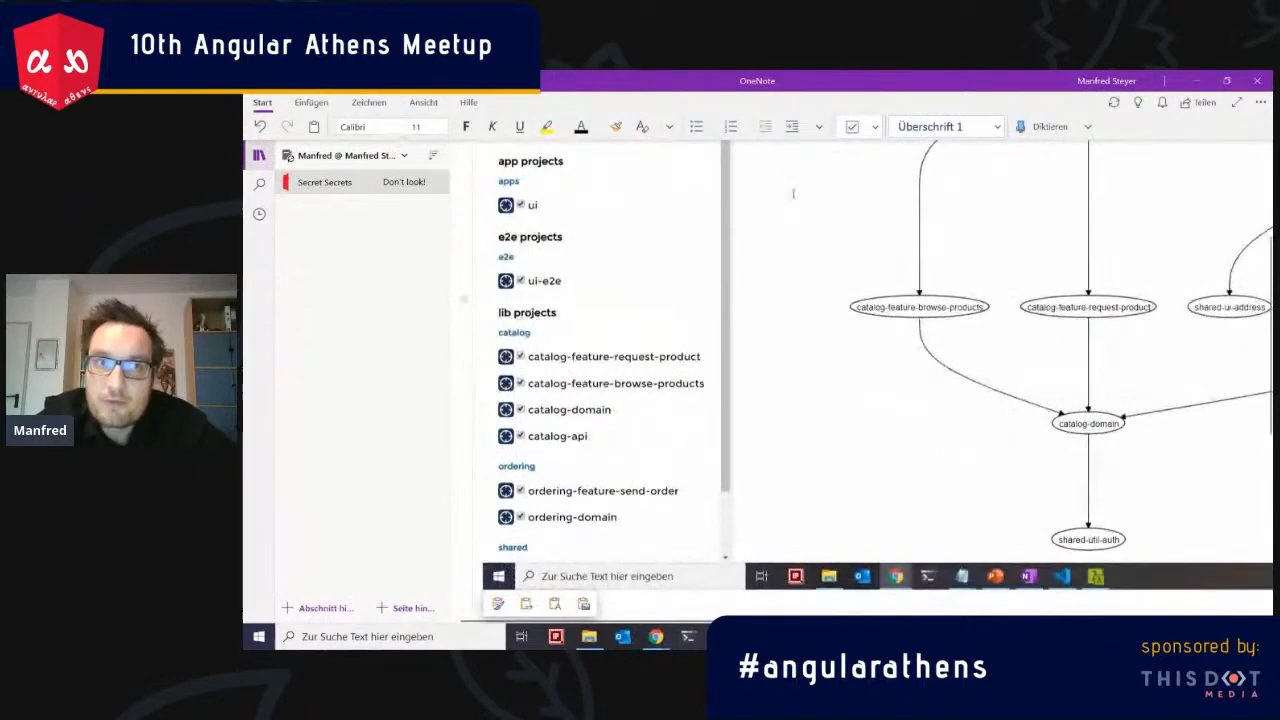 10th Angular Athens Meetup
αγγυλαρ αθηνς
OneNote
Manfred Steyer
Start Einfügen Zeichnen Ansicht Hilfe
Teilen
Calibri 11 F K U A Überschrift 1 Diktieren
Manfred @ Manfred St...
Secret Secrets Don't look!
app projects
apps
ui
e2e projects
e2e
ui-e2e
lib projects
catalog
catalog-feature-request-product
catalog-feature-browse-products
catalog-domain
catalog-api
ordering
ordering-feature-send-order
ordering-domain
shared
catalog-feature-browse-products catalog-feature-request-product shared-ui-address
catalog-domain
shared-util-auth
Manfred
Zur Suche Text hier eingeben
Abschnitt hi... Seite hin...
Zur Suche Text hier eingeben
#angularathens
sponsored by:
THIS DOT
MEDIA